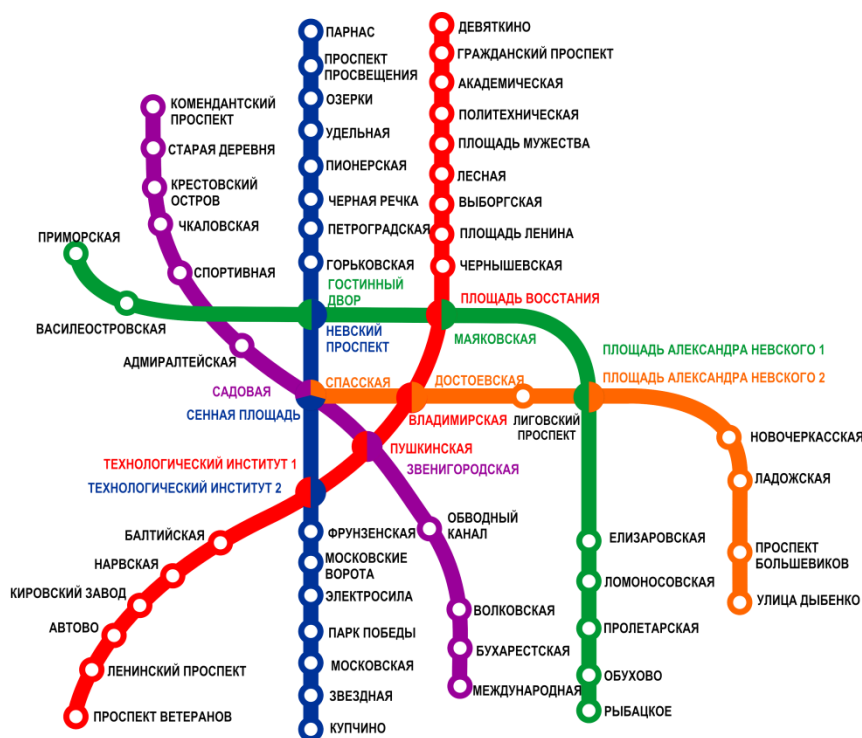 ПАРНАС
ПРОСПЕКТ
ПРОСВЕЩЕНИЯ
ОЗЕРКИ
УДЕЛЬНАЯ
ПИОНЕРСКАЯ
ЧЕРНАЯ РЕЧКА
ПЕТРОГРАДСКАЯ
ГОРЬКОВСКАЯ
ДЕВЯТКИНО
ГРАЖДАНСКИЙ ПРОСПЕКТ
АКАДЕМИЧЕСКАЯ
ПОЛИТЕХНИЧЕСКАЯ
ПЛОЩАДЬ МУЖЕСТВА
ЛЕСНАЯ
ВЫБОРГСКАЯ
ПЛОЩАДЬ ЛЕНИНА
ЧЕРНЫШЕВСКАЯ
КОМЕНДАНТСКИЙ
ПРОСПЕКТ
СТАРАЯ ДЕРЕВНЯ
КРЕСТОВСКИЙ
ОСТРОВ
ЧКАЛОВСКАЯ
СПОРТИВНАЯ
ПРИМОРСКАЯ
ВАСИЛЕОСТРОВСКАЯ
АДМИРАЛТЕЙСКАЯ
ГОСТИННЫЙ
ДВОР
НЕВСКИЙ
ПРОСПЕКТ
ПЛОЩАДЬ ВОССТАНИЯ
МАЯКОВСКАЯ
ПЛОЩАДЬ АЛЕКСАНДРА НЕВСКОГО 1
ПЛОЩАДЬ АЛЕКСАНДРА НЕВСКОГО 2
САДОВАЯ
СПАССКАЯ
СЕННАЯ ПЛОЩАДЬ
ДОСТОЕВСКАЯ
ВЛАДИМИРСКАЯ
ЛИГОВСКИЙ
ПРОСПЕКТ
ПУШКИНСКАЯ
ЗВЕНИГОРОДСКАЯ
ТЕХНОЛОГИЧЕСКИЙ ИНСТИТУТ 1
ТЕХНОЛОГИЧЕСКИЙ ИНСТИТУТ 2
НОВОЧЕРКАССКАЯ
ЛАДОЖСКАЯ
ПРОСПЕКТ
БОЛЬШЕВИКОВ
УЛИЦА ДЫБЕНКО
БАЛТИЙСКАЯ
НАРВСКАЯ
КИРОВСКИЙ ЗАВОД
АВТОВО
ЛЕНИНСКИЙ ПРОСПЕКТ
ПРОСПЕКТ ВЕТЕРАНОВ
ФРУНЗЕНСКАЯ
МОСКОВСКИЕ
ВОРОТА
ЭЛЕКТРОСИЛА
ПАРК ПОБЕДЫ
МОСКОВСКАЯ
ЗВЕЗДНАЯ
КУПЧИНО
ОБВОДНЫЙ
КАНАЛ
ВОЛКОВСКАЯ
БУХАРЕСТСКАЯ
МЕЖДУНАРОДНАЯ
ЕЛИЗАРОВСКАЯ
ЛОМОНОСОВСКАЯ
ПРОЛЕТАРСКАЯ
ОБУХОВО
РЫБАЦКОЕ